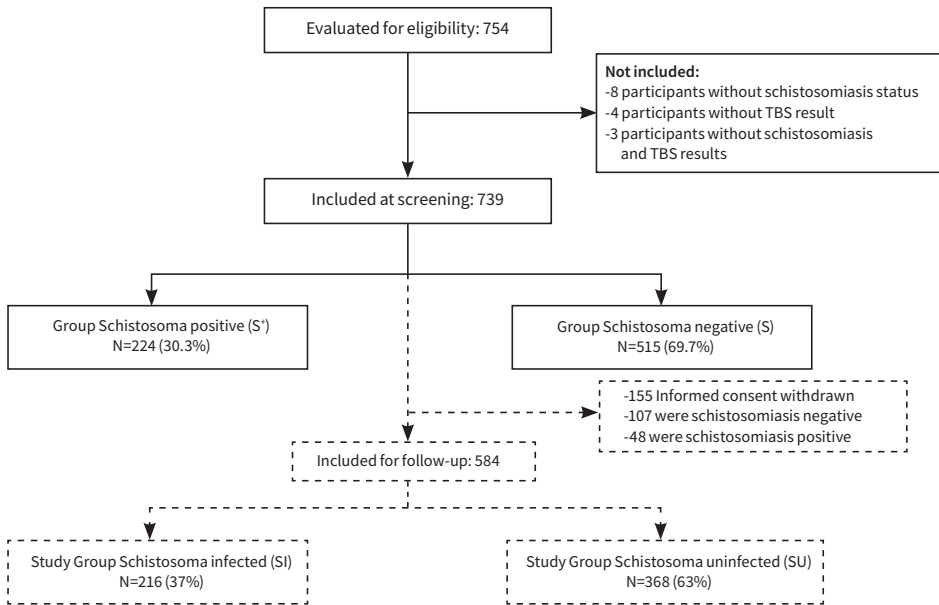 Evaluated for eligibility: 754
Not included:
-8 participants without schistosomiasis status
-4 participants without TBS result
-3 participants without schistosomiasis
and TBS results
Included at screening: 739
Group Schistosoma positive (S⁺)
N=224 (30.3%)
Group Schistosoma negative (S)
N=515 (69.7%)
-155 Informed consent withdrawn
-107 were schistosomiasis negative
-48 were schistosomiasis positive
Included for follow-up: 584
Study Group Schistosoma infected (SI)
N=216 (37%)
Study Group Schistosoma uninfected (SU)
N=368 (63%)